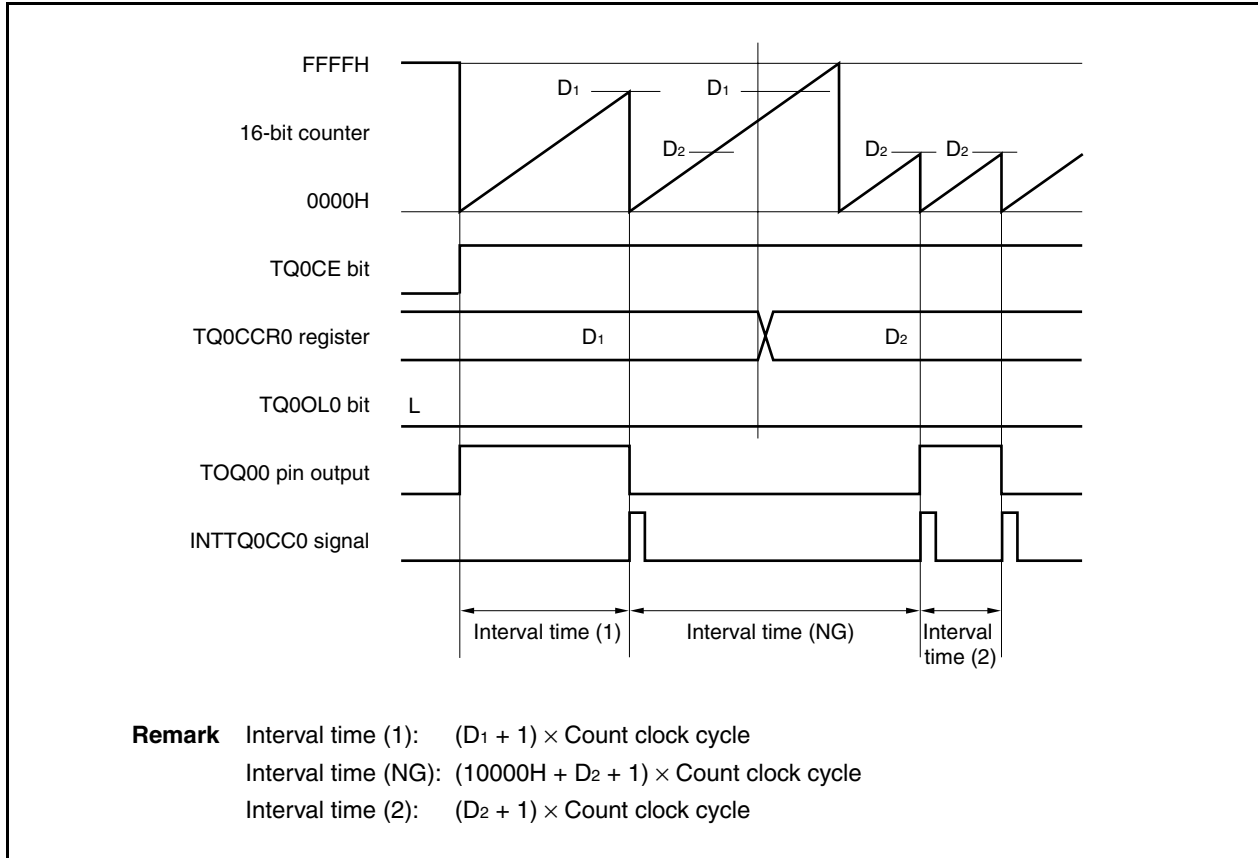 FFFFH
D1
D1
16-bit counter
D2
D2
D2
0000H
TQ0CE bit
TQ0CCR0 register
D1
D2
TQ0OL0 bit
L
TOQ00 pin output
INTTQ0CC0 signal
Interval time (1)
Interval time (NG)
Interval
time (2)
Remark Interval time (1): (D1 + 1) × Count clock cycle
Interval time (NG): (10000H + D2 + 1) × Count clock cycle
Interval time (2): (D2 + 1) × Count clock cycle